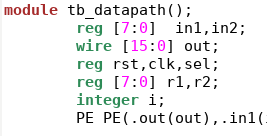 module tb_datapath();
reg [7:0] in1,in2;
wire [15:0] out;
reg rst,clk,sel;
reg [7:0] r1,r2;
integer i;
PE PE(.out(out),.in1(